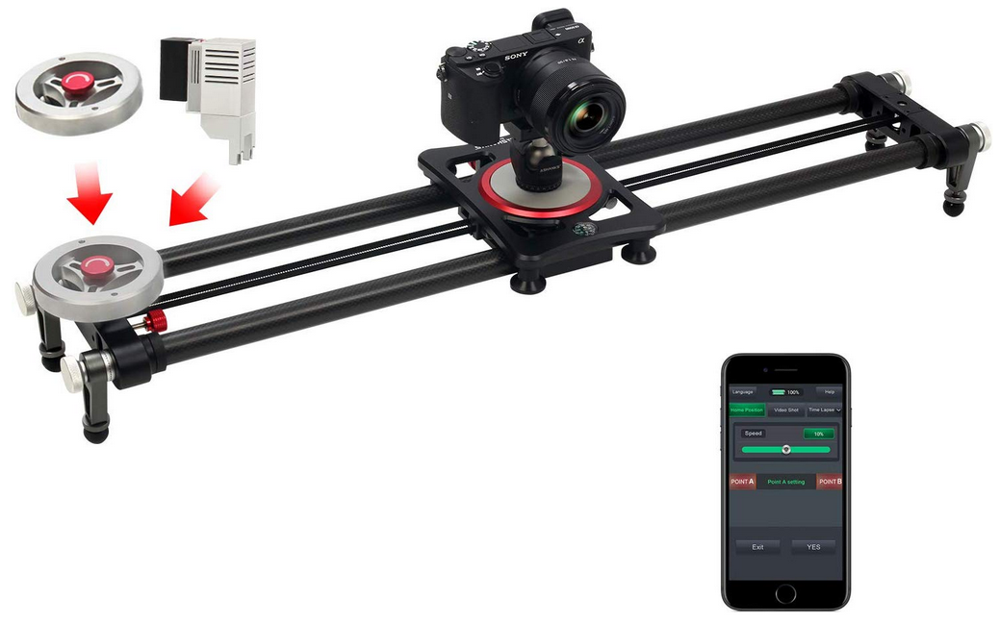 α
SONY
Language
100%
Help
Home Position
Video Shot
Time Lapse
Speed
10%
POINT A
Point A setting
POINT B
Exit
YES